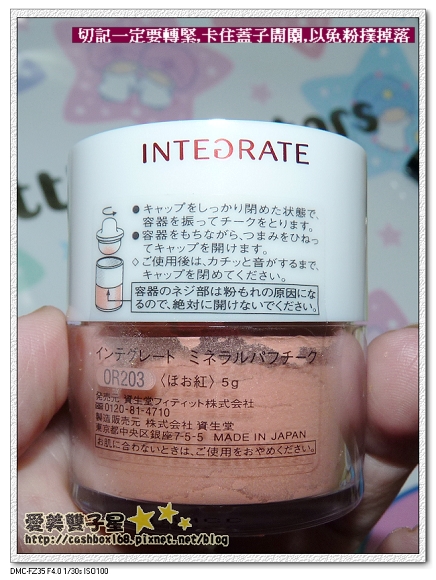 切記一定要轉緊,卡住蓋子開關,以免粉撲掉落
INTEGRATE
● キャップをしっかり閉めた状態で、
容器を振ってチークをとります。
● 容器をもちながら、つまみをひねっ
てキャップを開けます。
◇ ご使用後は、カチッと音がするまで、
キャップを閉めてください。
容器のネジ部は粉もれの原因にな
るので、絶対に開けないでください。
インテグレート ミネラルパフチーク
OR203 〈ほお紅〉5g
発売元 資生堂フィティット株式会社
☎0120-81-4710
製造販売元 株式会社 資生堂
東京都中央区銀座7-5-5 MADE IN JAPAN
お肌に合わないときは、ご使用をおやめください。
愛美雙子星
http://cashbox168.pixnet.net/blog
DMC-FZ35 F4.0 1/30s ISO100